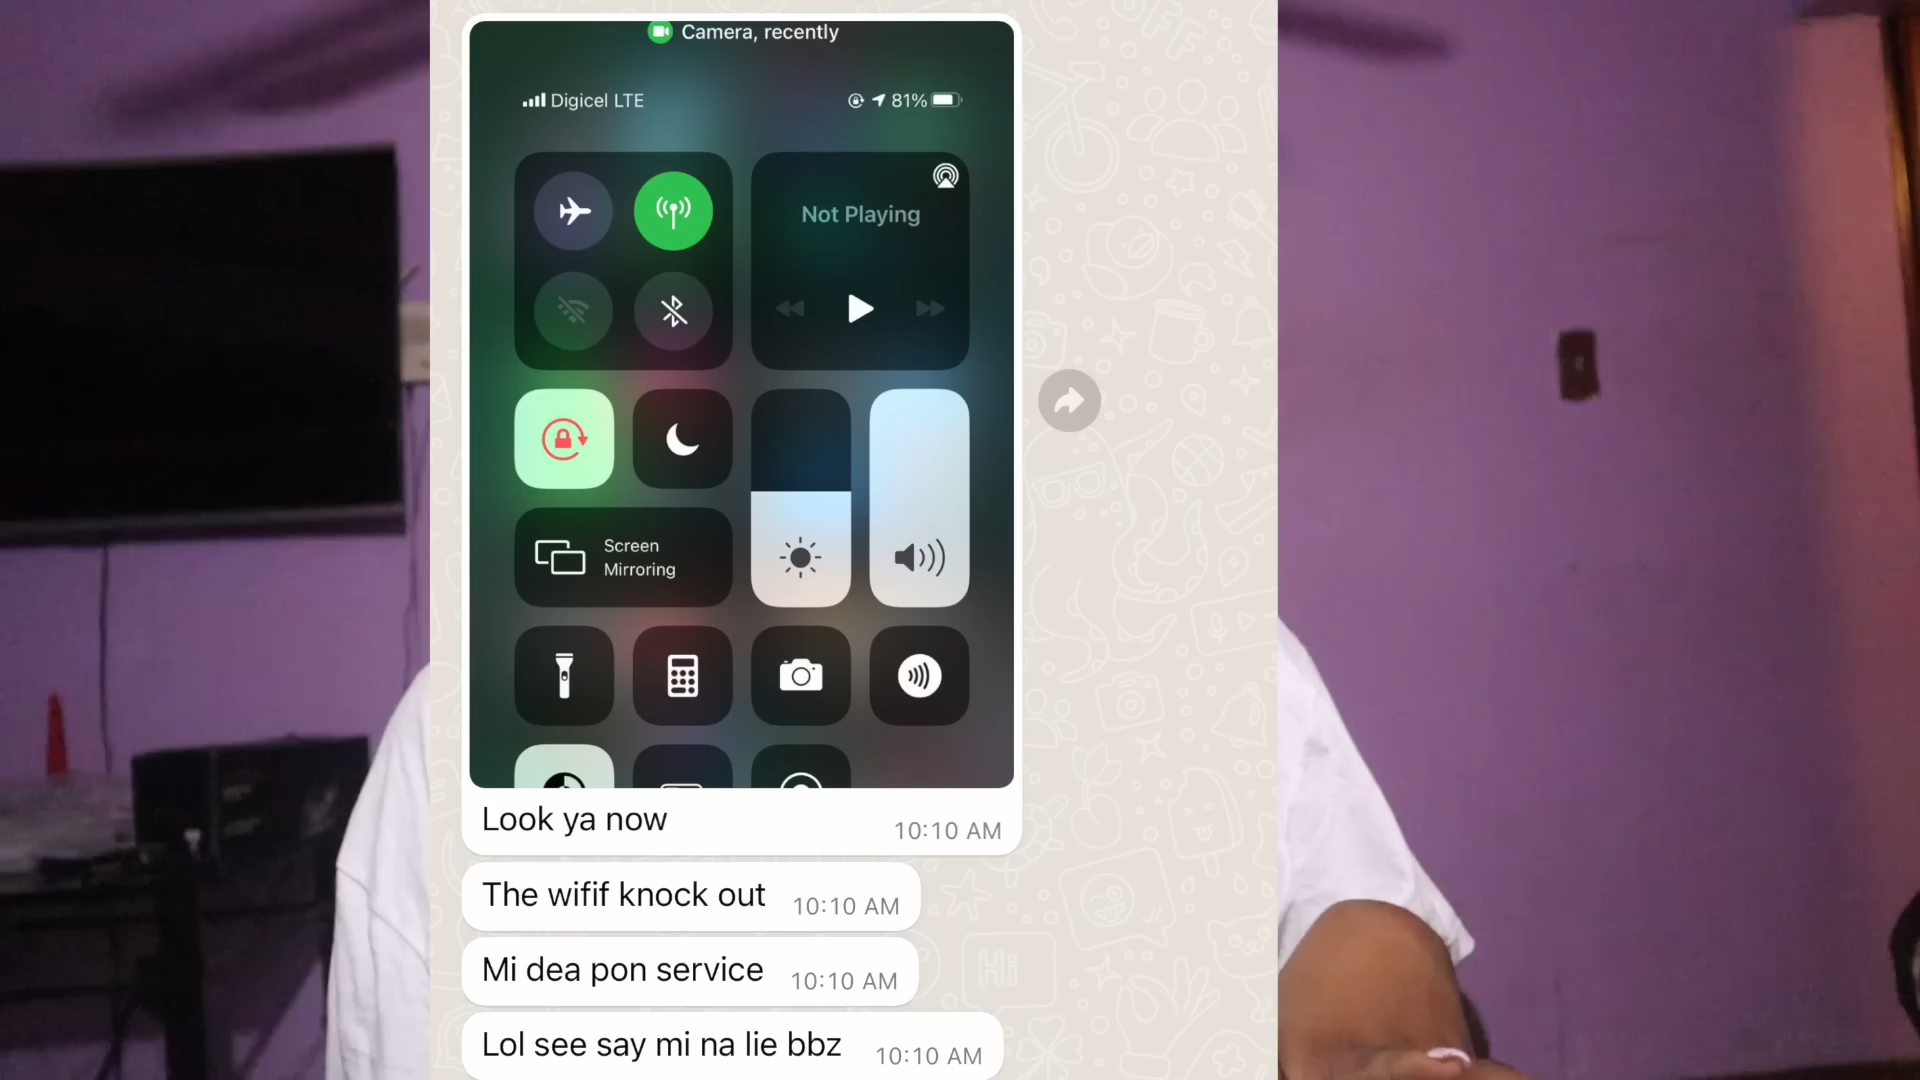 Camera, recently
Digicel LTE
81%
Not Playing
Screen
Mirroring
Look ya now
10:10 AM
The wifif knock out 10:10 AM
Mi dea pon service 10:10 AM
Lol see say mi na lie bbz 10:10 AM